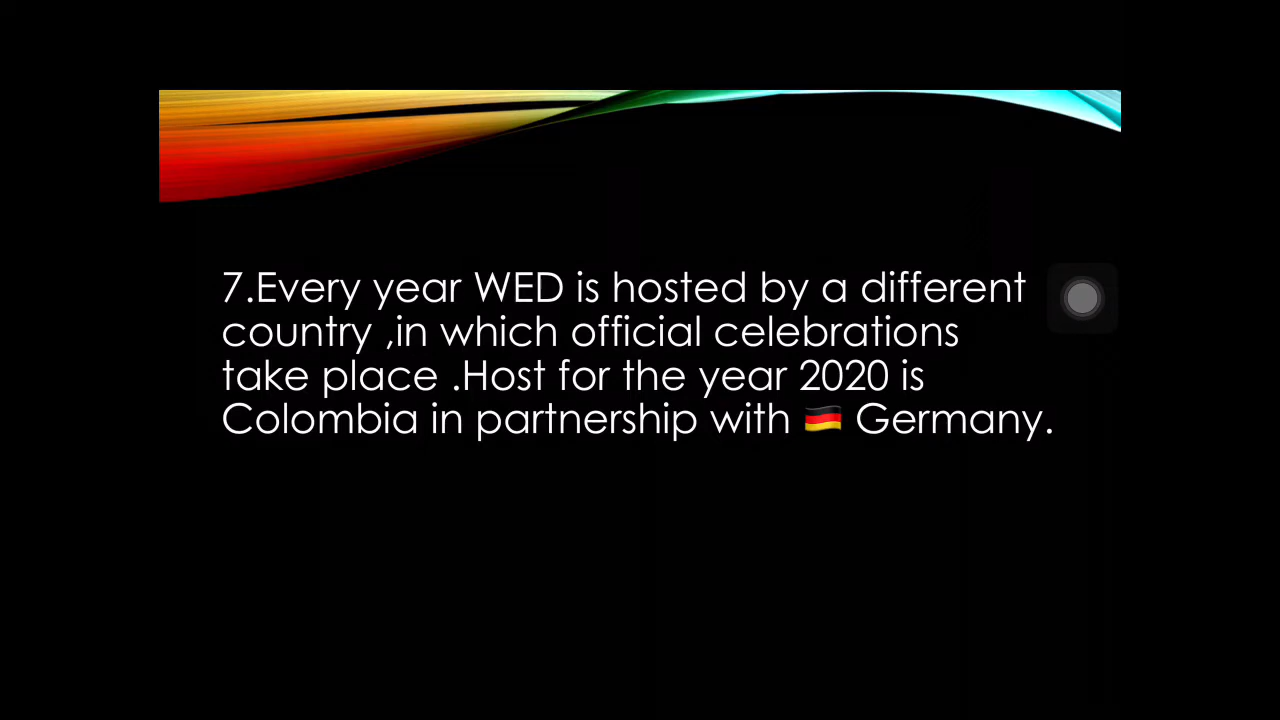 7.Every year WED is hosted by a different
country ,in which official celebrations
take place .Host for the year 2020 is
Colombia in partnership with 🇩🇪 Germany.